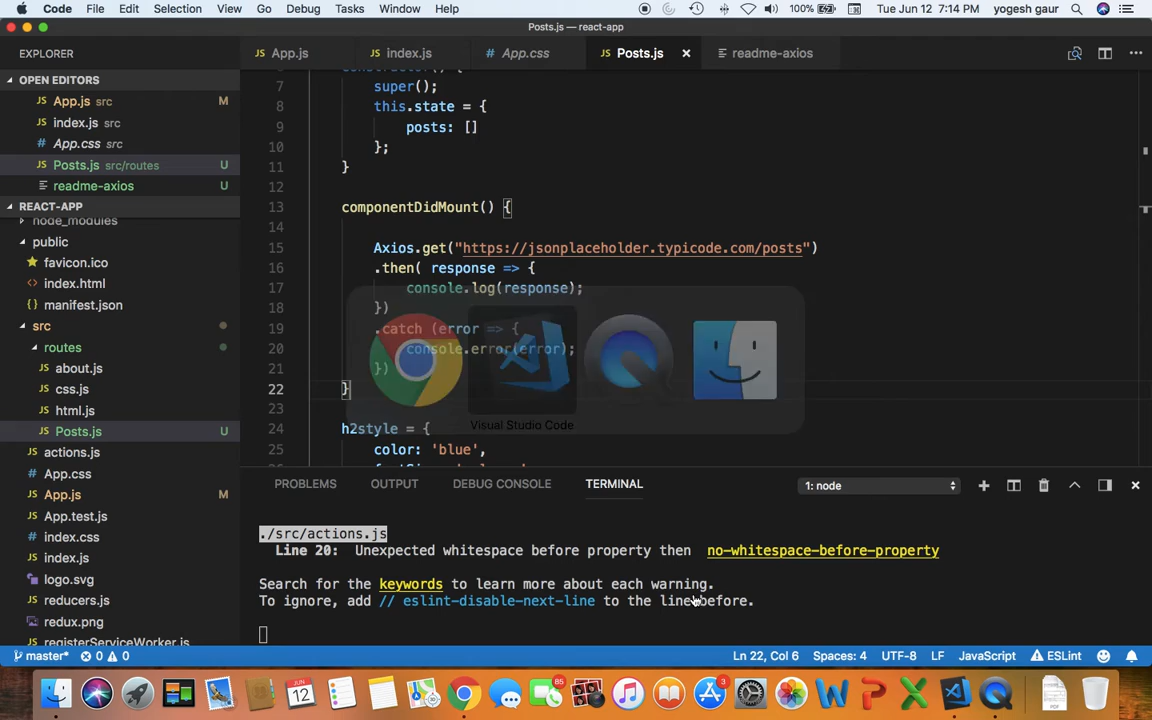 Code File Edit Selection View Go Debug Tasks Window Help 100% Tue Jun 12 7:14 PM yogesh gaur
Posts.js — react-app
EXPLORER
App.js
index.js
App.css
Posts.js
readme-axios
OPEN EDITORS
App.js src M
index.js src
App.css src
Posts.js src/routes U
readme-axios U
REACT-APP
node_modules
public
favicon.ico
index.html
manifest.json
src
routes
about.js
css.js
html.js
Posts.js U
actions.js
App.css
App.js M
App.test.js
index.css
index.js
logo.svg
reducers.js
redux.png
registerServiceWorker.js
constructor() {
7 super();
8 this.state = {
9 posts: []
10 };
11 }
12
13 componentDidMount() {
14
15 Axios.get("https://jsonplaceholder.typicode.com/posts")
16 .then( response => {
17 console.log(response);
18 })
19 .catch (error => {
20 console.error(error);
21 })
22 }
23
24 h2style = {
25 color: 'blue',
Visual Studio Code
PROBLEMS OUTPUT DEBUG CONSOLE TERMINAL 1: node
./src/actions.js
Line 20: Unexpected whitespace before property then no-whitespace-before-property
Search for the keywords to learn more about each warning.
To ignore, add // eslint-disable-next-line to the line before.
master* 0 0 Ln 22, Col 6 Spaces: 4 UTF-8 LF JavaScript ESLint
JUN
12
85
3